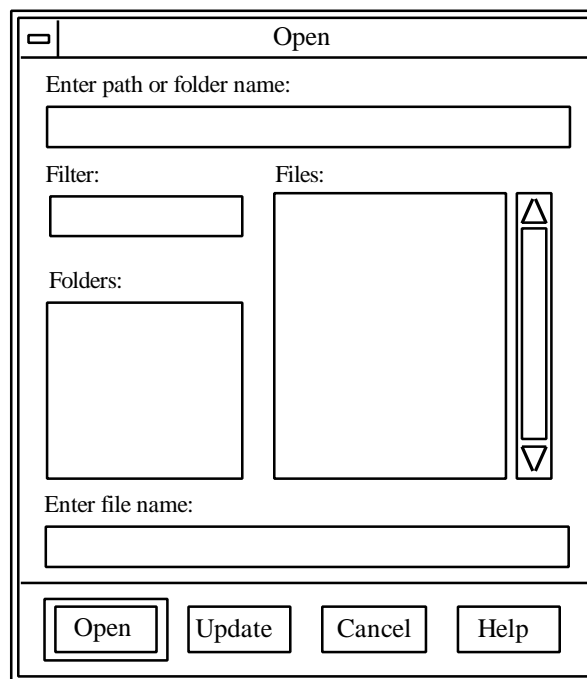 Open
Enter path or folder name:
Filter:
Files:
Folders:
Enter file name:
Open
Update
Cancel
Help